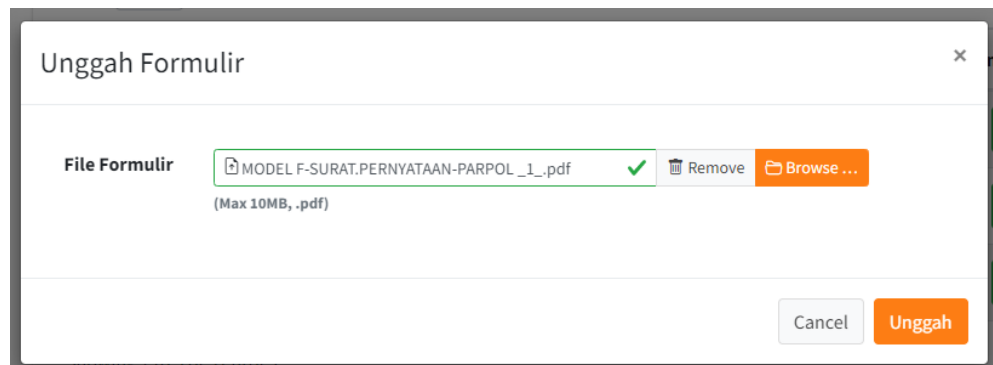 Unggah Formulir ×
File Formulir MODEL F-SURAT.PERNYATAAN-PARPOL _1_.pdf Remove Browse ...
(Max 10MB, .pdf)
Cancel Unggah